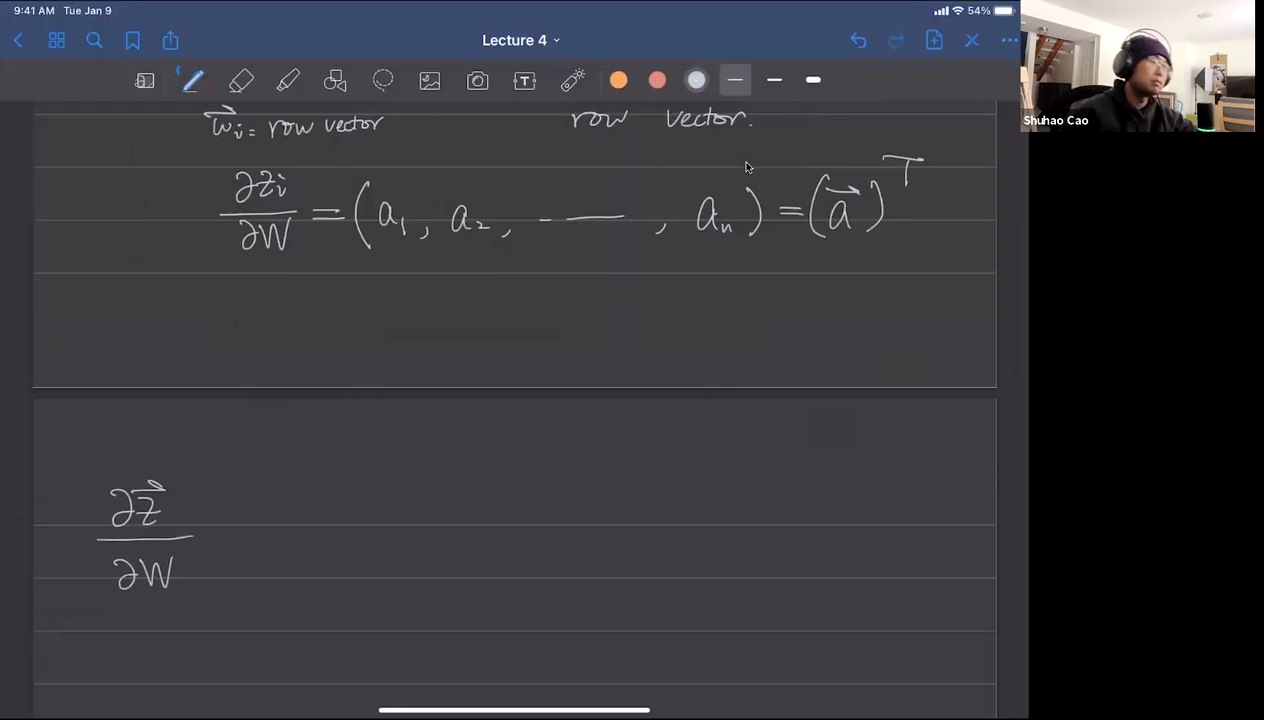 9:41 AM Tue Jan 9
54%
Lecture 4
Shuhao Cao
w⃗ᵢ = row vector
row vector.
∂zᵢ/∂W = (a₁, a₂, - —, aₙ) = (a⃗)ᵀ
∂z⃗/∂W